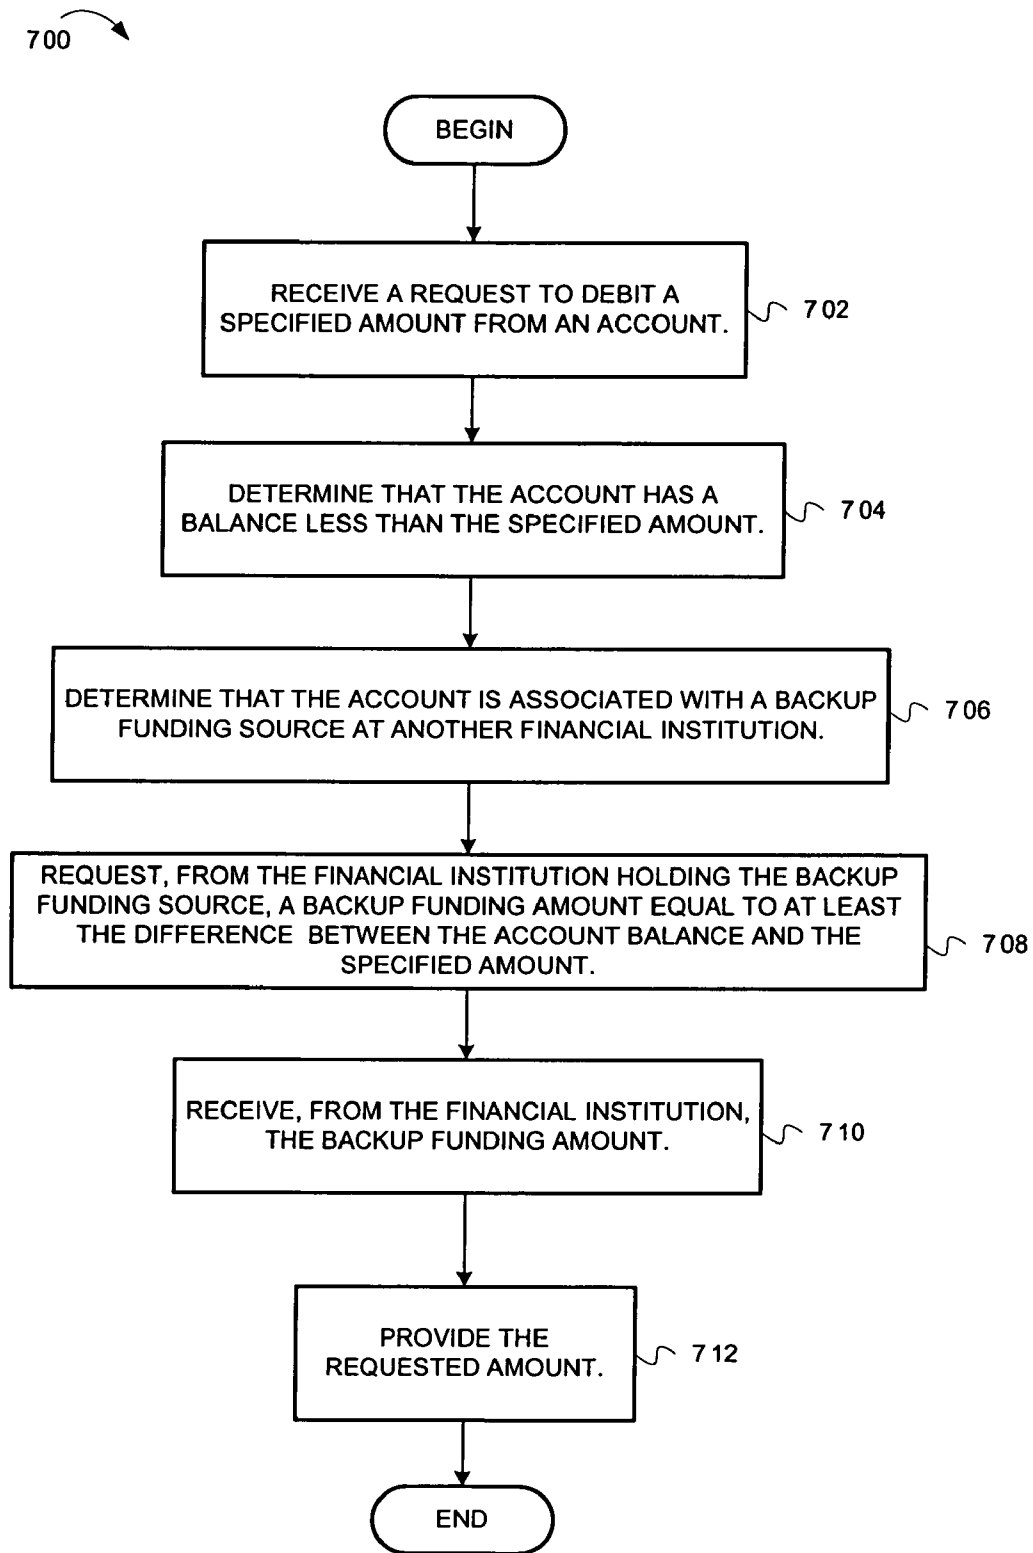 700
BEGIN
RECEIVE A REQUEST TO DEBIT A
SPECIFIED AMOUNT FROM AN ACCOUNT.
702
DETERMINE THAT THE ACCOUNT HAS A
BALANCE LESS THAN THE SPECIFIED AMOUNT.
704
DETERMINE THAT THE ACCOUNT IS ASSOCIATED WITH A BACKUP
FUNDING SOURCE AT ANOTHER FINANCIAL INSTITUTION.
706
REQUEST, FROM THE FINANCIAL INSTITUTION HOLDING THE BACKUP
FUNDING SOURCE, A BACKUP FUNDING AMOUNT EQUAL TO AT LEAST
THE DIFFERENCE BETWEEN THE ACCOUNT BALANCE AND THE
SPECIFIED AMOUNT.
708
RECEIVE, FROM THE FINANCIAL INSTITUTION,
THE BACKUP FUNDING AMOUNT.
710
PROVIDE THE
REQUESTED AMOUNT.
712
END